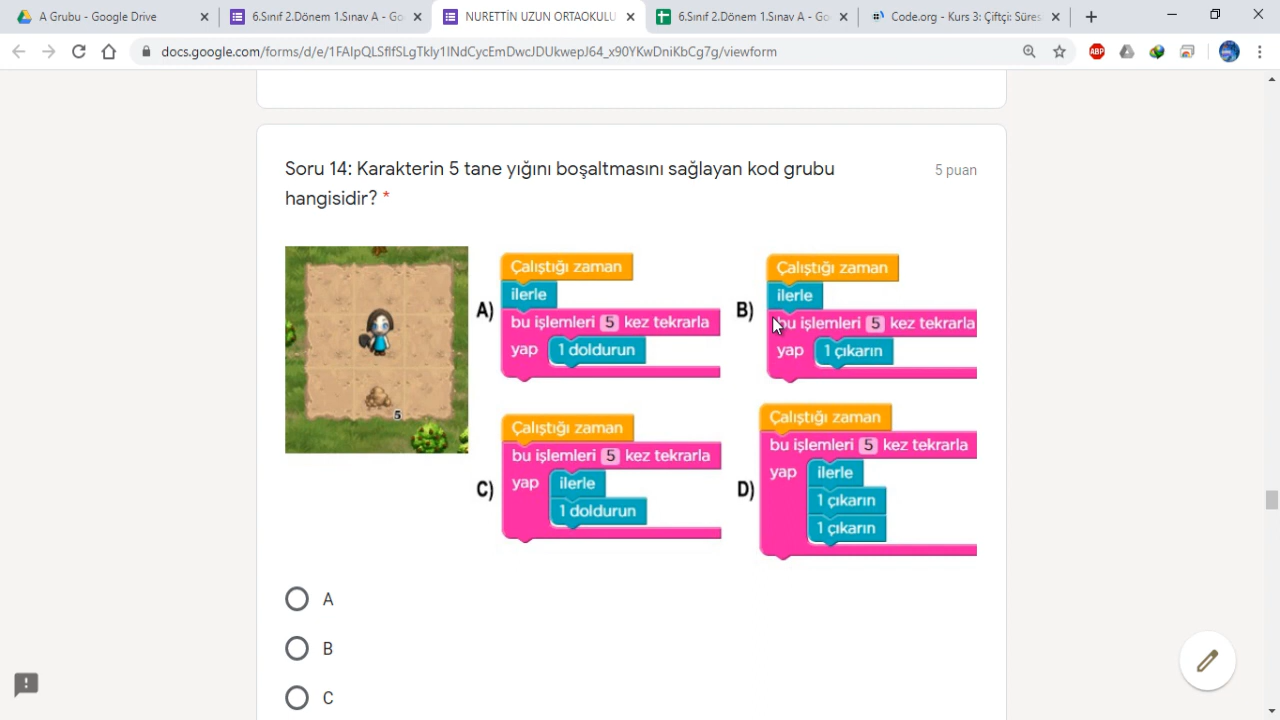 A Grubu - Google Drive
6.Sınıf 2.Dönem 1.Sınav A - G
NURETTİN UZUN ORTAOKULU
6.Sınıf 2.Dönem 1.Sınav A - Go
Code.org - Kurs 3: Çiftçi: Süres
docs.google.com/forms/d/e/1FAIpQLSflfSLgTkly1INdCycEmDwcJDUkwepJ64_x90YKwDniKbCg7g/viewform
ABP
Soru 14: Karakterin 5 tane yığını boşaltmasını sağlayan kod grubu
hangisidir? *
5 puan
5
A)
Çalıştığı zaman
ilerle
bu işlemleri 5 kez tekrarla
yap 1 doldurun
B)
Çalıştığı zaman
ilerle
bu işlemleri 5 kez tekrarla
yap 1 çıkarın
C)
Çalıştığı zaman
bu işlemleri 5 kez tekrarla
yap ilerle
1 doldurun
D)
Çalıştığı zaman
bu işlemleri 5 kez tekrarla
yap ilerle
1 çıkarın
1 çıkarın
A
B
C